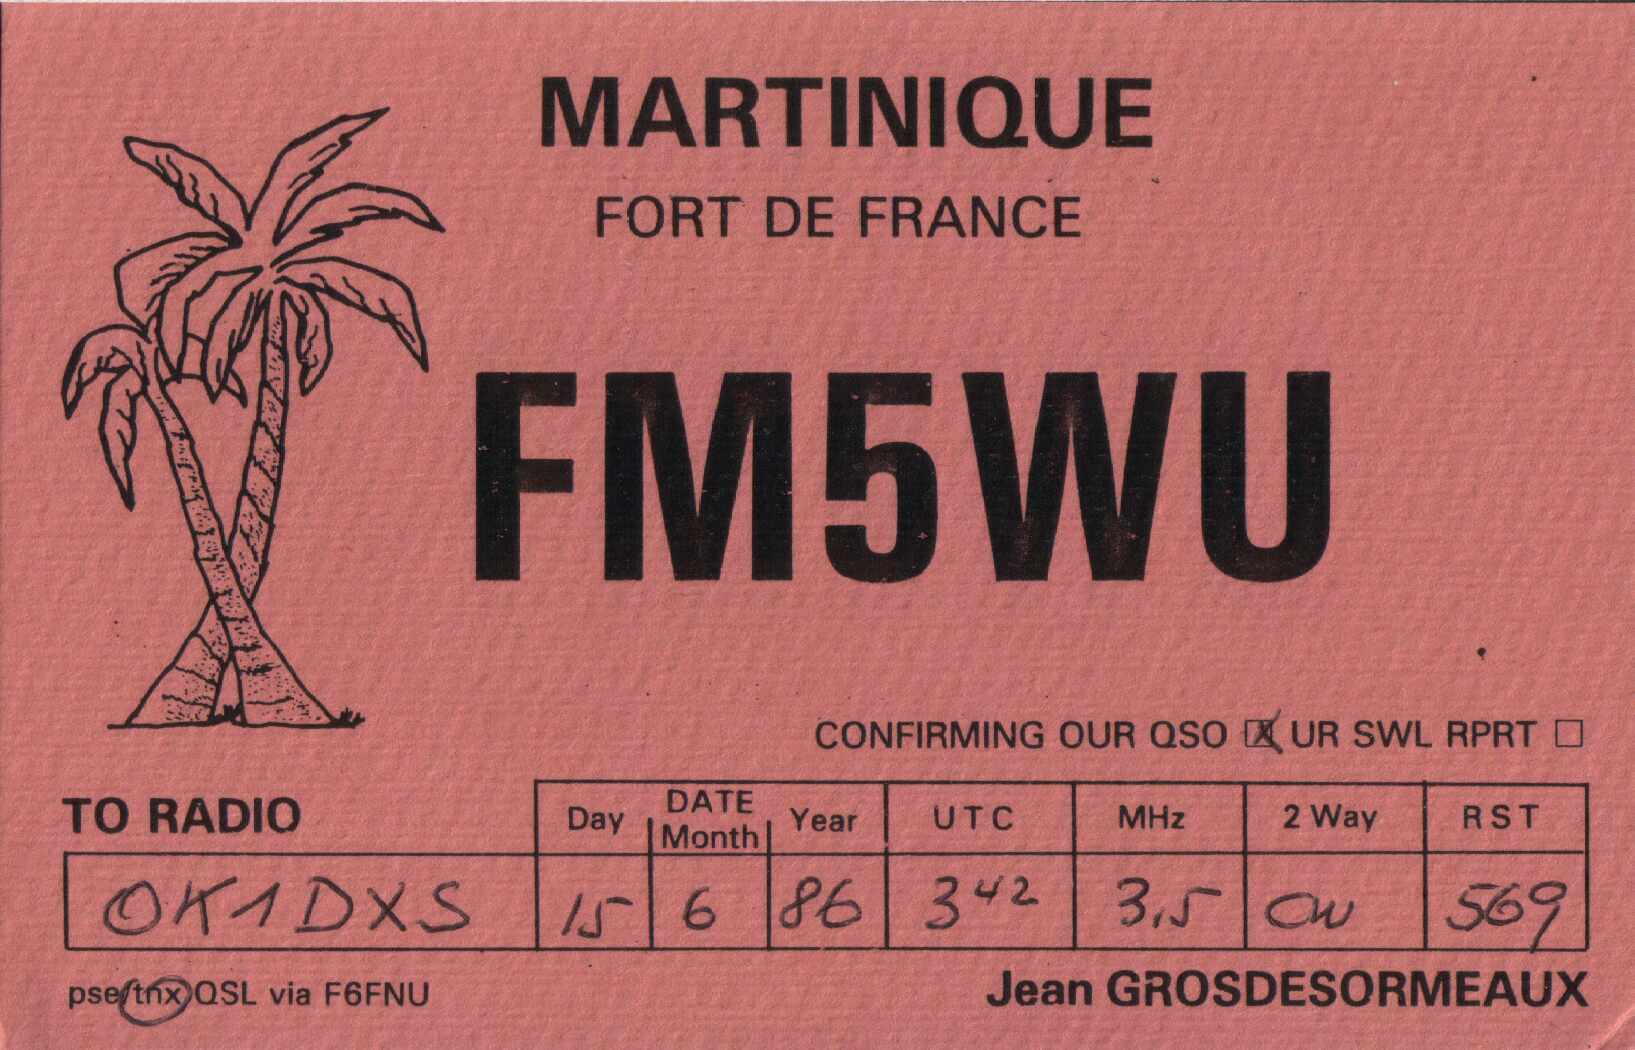 MARTINIQUE
FORT DE FRANCE
FM5WU
CONFIRMING OUR QSO ☒ UR SWL RPRT ☐
TO RADIO
DATE
Day Month Year UTC MHz 2 Way RST
OK1DXS 15 6 86 3⁴² 3,5 CW 569
pse/tnx QSL via F6FNU
Jean GROSDESORMEAUX